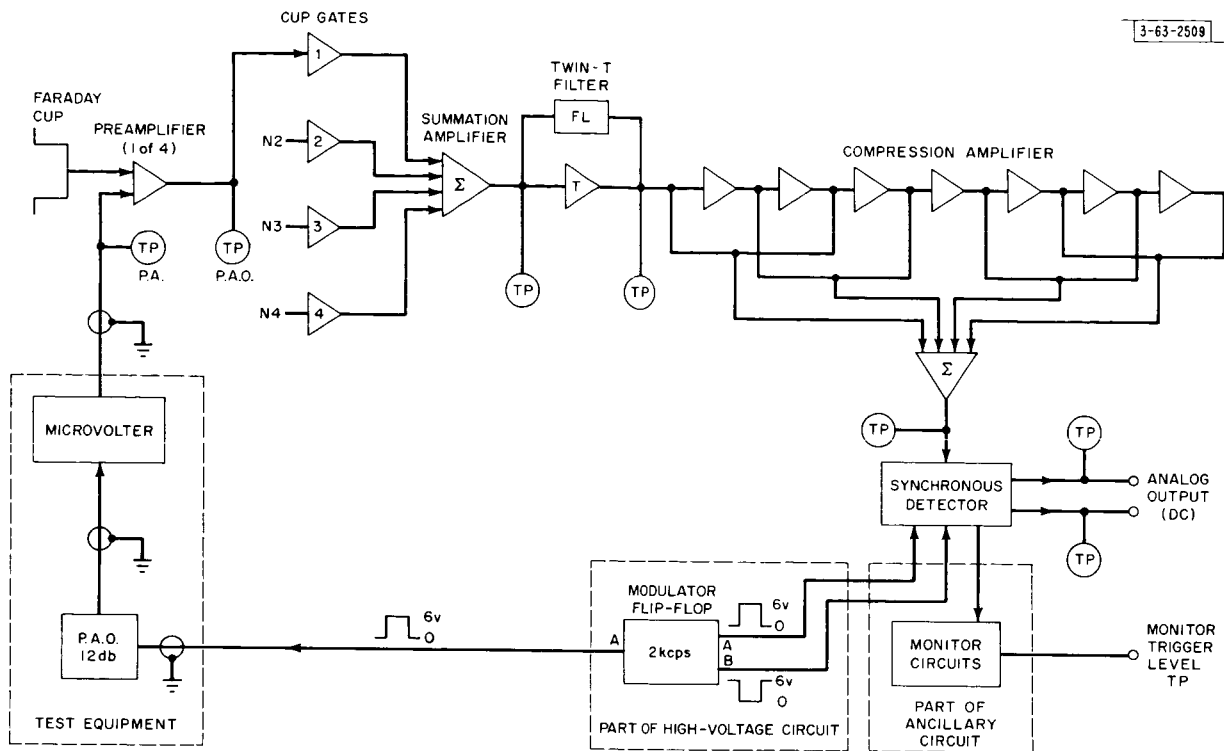 3-63-2509
CUP GATES
1
TWIN-T
FILTER
FL
FARADAY
CUP
PREAMPLIFIER
(1 of 4)
SUMMATION
AMPLIFIER
N2
2
COMPRESSION AMPLIFIER
Σ
T
TP
P.A.
TP
P.A.O.
N3
3
TP
TP
N4
4
Σ
MICROVOLTER
TP
TP
SYNCHRONOUS
DETECTOR
ANALOG
OUTPUT
(DC)
TP
MODULATOR
FLIP-FLOP
6v
0
6v
0
P.A.O.
12db
A
2kcps
A
B
6v
0
MONITOR
CIRCUITS
MONITOR
TRIGGER
LEVEL
TP
TEST EQUIPMENT
PART OF HIGH-VOLTAGE CIRCUIT
PART OF
ANCILLARY
CIRCUIT